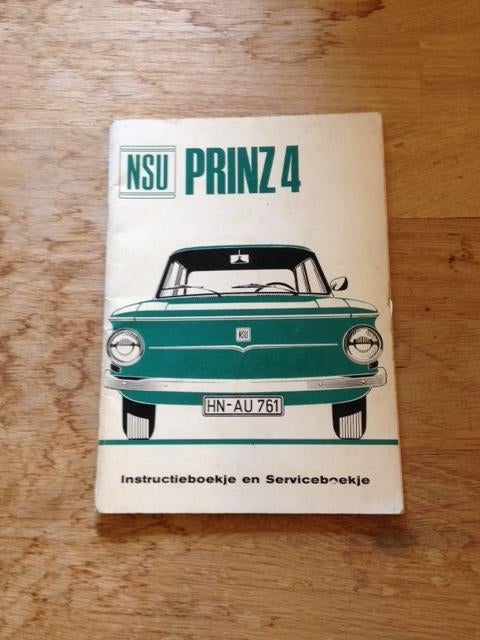 NSU PRINZ 4
NSU
HN-AU 761
Instructieboekje en Serviceboekje